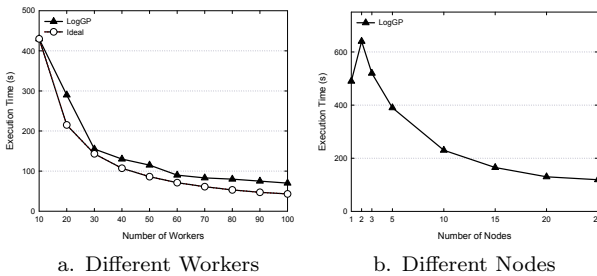 500
400
300
200
100
0
Execution Time (s)
LogGP
Ideal
10 20 30 40 50 60 70 80 90 100
Number of Workers
a. Different Workers
600
400
200
0
Execution Time (s)
LogGP
1 2 3 5 10 15 20
Number of Nodes
b. Different Nodes